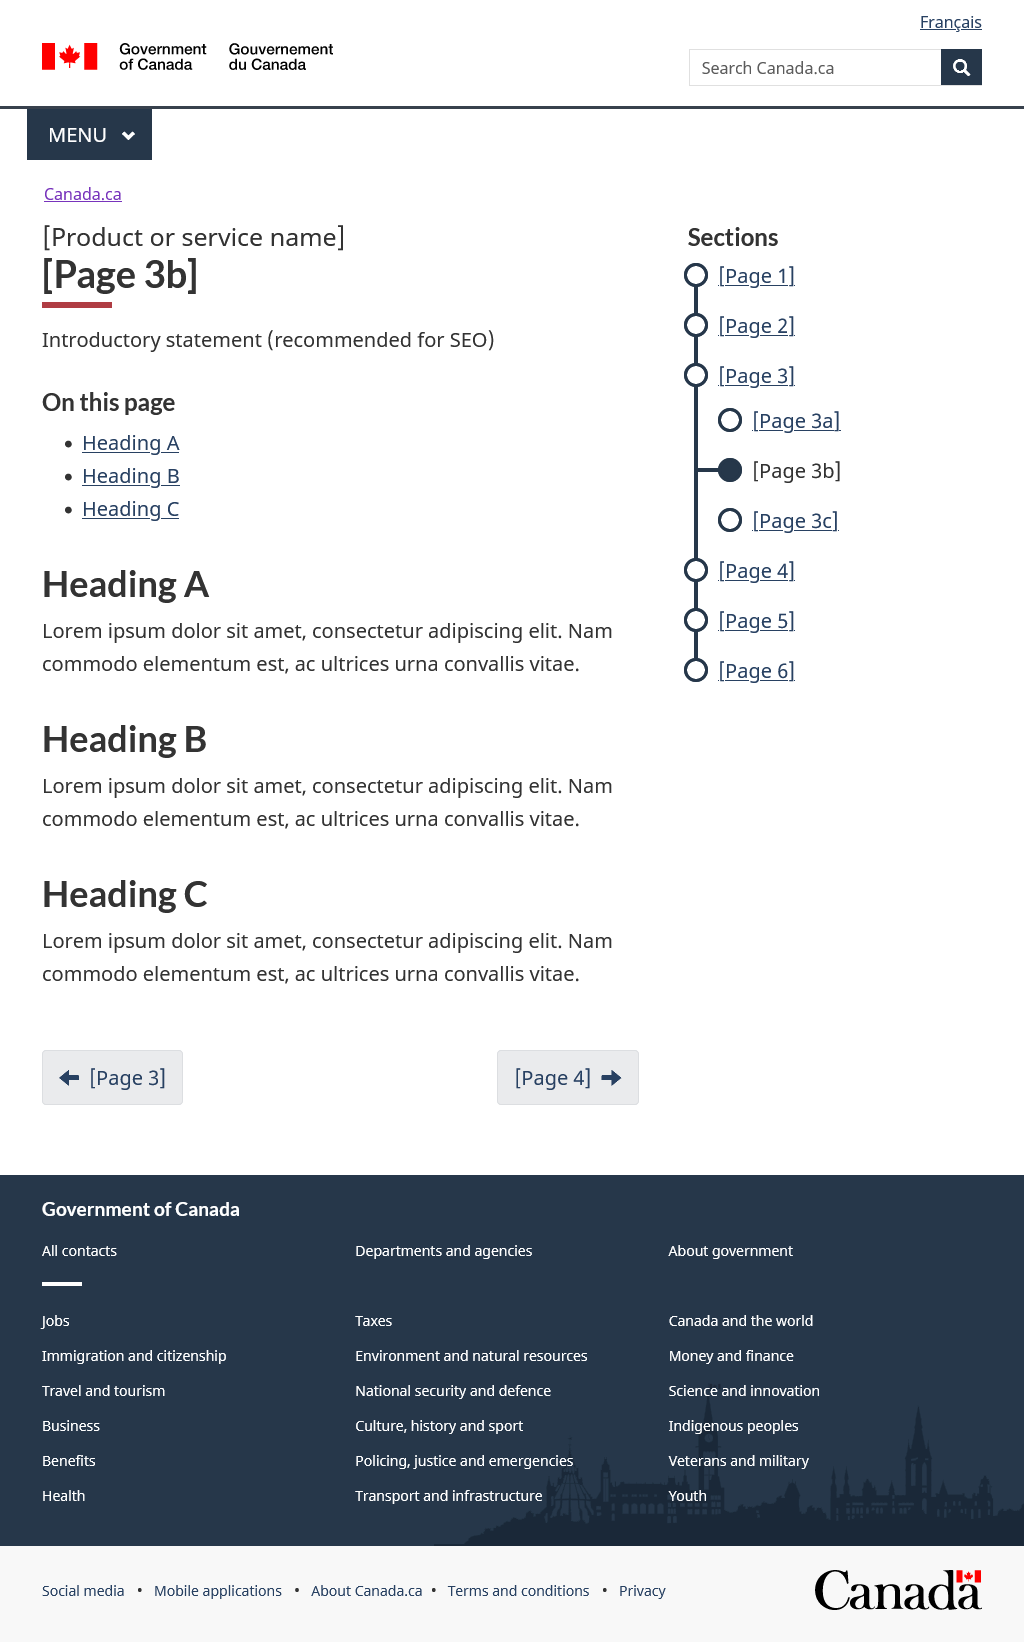 Français
Government of Canada
Gouvernement du Canada
Search Canada.ca
MENU
Canada.ca
[Product or service name]
[Page 3b]
Introductory statement (recommended for SEO)
On this page
• Heading A
• Heading B
• Heading C
Heading A
Lorem ipsum dolor sit amet, consectetur adipiscing elit. Nam
commodo elementum est, ac ultrices urna convallis vitae.
Heading B
Lorem ipsum dolor sit amet, consectetur adipiscing elit. Nam
commodo elementum est, ac ultrices urna convallis vitae.
Heading C
Lorem ipsum dolor sit amet, consectetur adipiscing elit. Nam
commodo elementum est, ac ultrices urna convallis vitae.
[Page 3]
[Page 4]
Sections
[Page 1]
[Page 2]
[Page 3]
[Page 3a]
[Page 3b]
[Page 3c]
[Page 4]
[Page 5]
[Page 6]
Government of Canada
All contacts
Departments and agencies
About government
Jobs
Taxes
Canada and the world
Immigration and citizenship
Environment and natural resources
Money and finance
Travel and tourism
National security and defence
Science and innovation
Business
Culture, history and sport
Indigenous peoples
Benefits
Policing, justice and emergencies
Veterans and military
Health
Transport and infrastructure
Youth
Social media • Mobile applications • About Canada.ca • Terms and conditions • Privacy
Canada